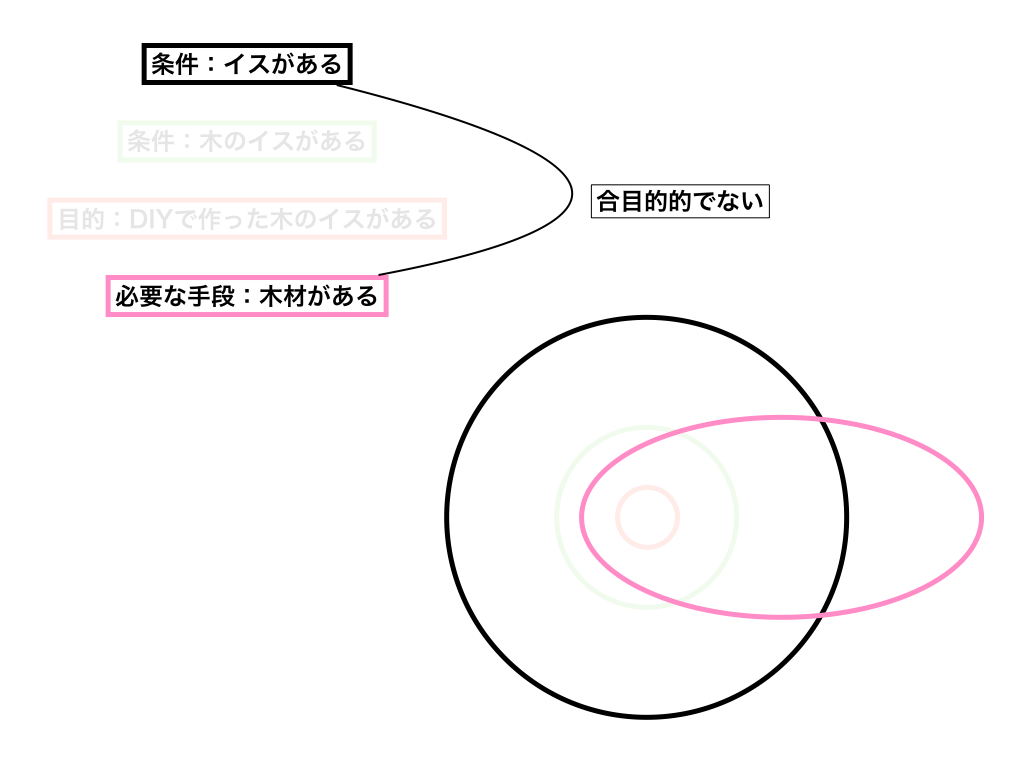 条件：イスがある
条件：木のイスがある
合目的的でない
目的：DIYで作った木のイスがある
必要な手段：木材がある